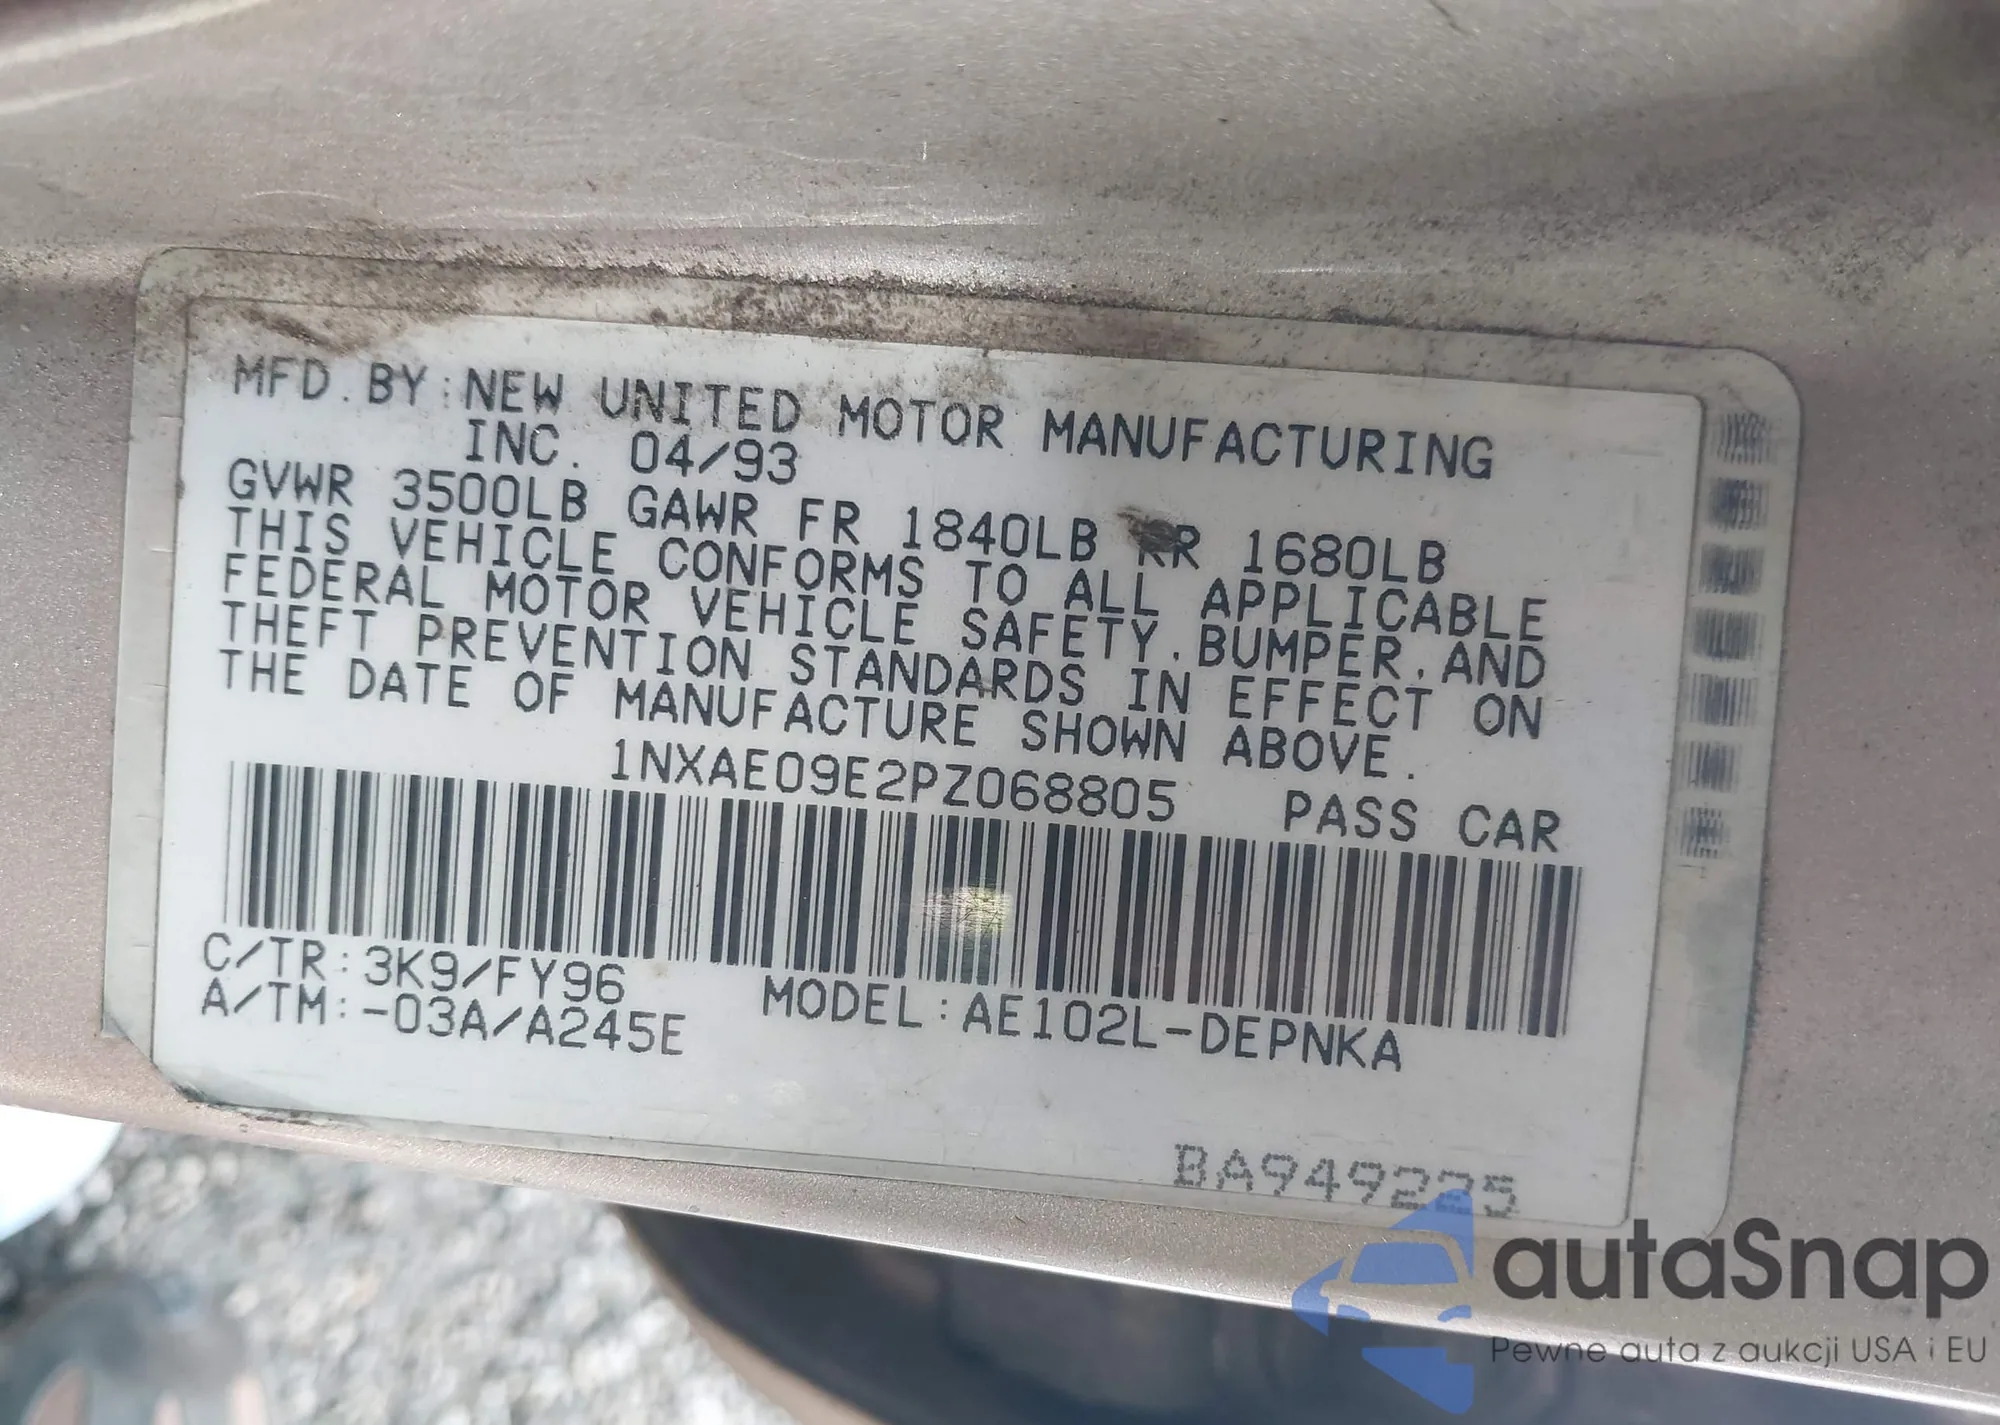 MFD. BY: NEW UNITED MOTOR MANUFACTURING
INC. 04/93
GVWR 3500LB GAWR FR 1840LB RR 1680LB
THIS VEHICLE CONFORMS TO ALL APPLICABLE
FEDERAL MOTOR VEHICLE SAFETY, BUMPER, AND
THEFT PREVENTION STANDARDS IN EFFECT ON
THE DATE OF MANUFACTURE SHOWN ABOVE.
1NXAE09E2PZ068805 PASS CAR
C/TR: 3K9/FY96
A/TM: -03A/A245E
MODEL: AE102L-DEPNKA
BA949225
autaSnap
Pewne auta z aukcji USA i EU